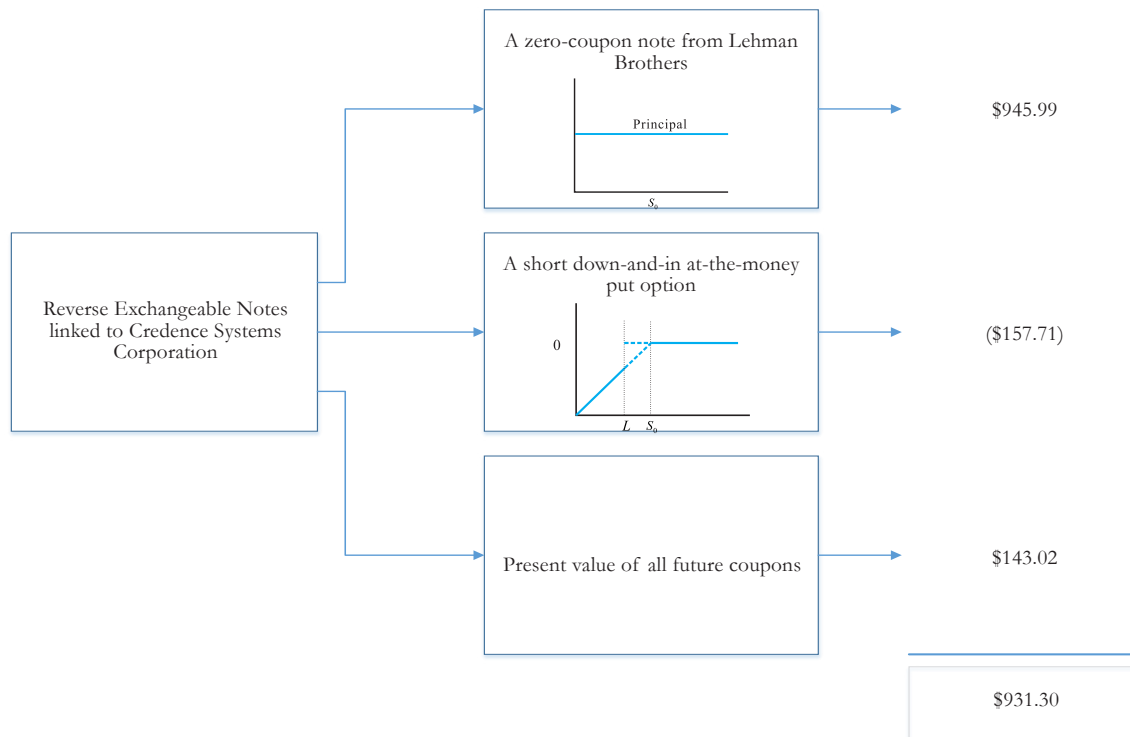 A zero-coupon note from Lehman
Brothers
Principal
S₀
$945.99
Reverse Exchangeable Notes
linked to Credence Systems
Corporation
A short down-and-in at-the-money
put option
0
L S₀
($157.71)
Present value of all future coupons
$143.02
$931.30